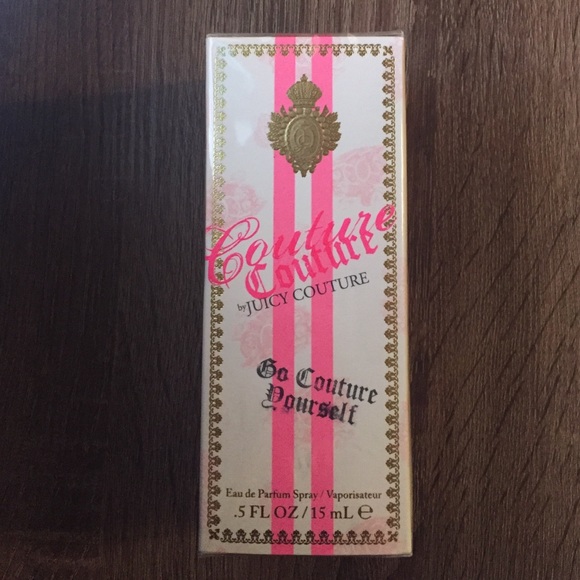 Couture
Couture
by JUICY COUTURE
Go Couture
Yourself
Eau de Parfum Spray / Vaporisateur
.5 FL OZ / 15 mL ℮